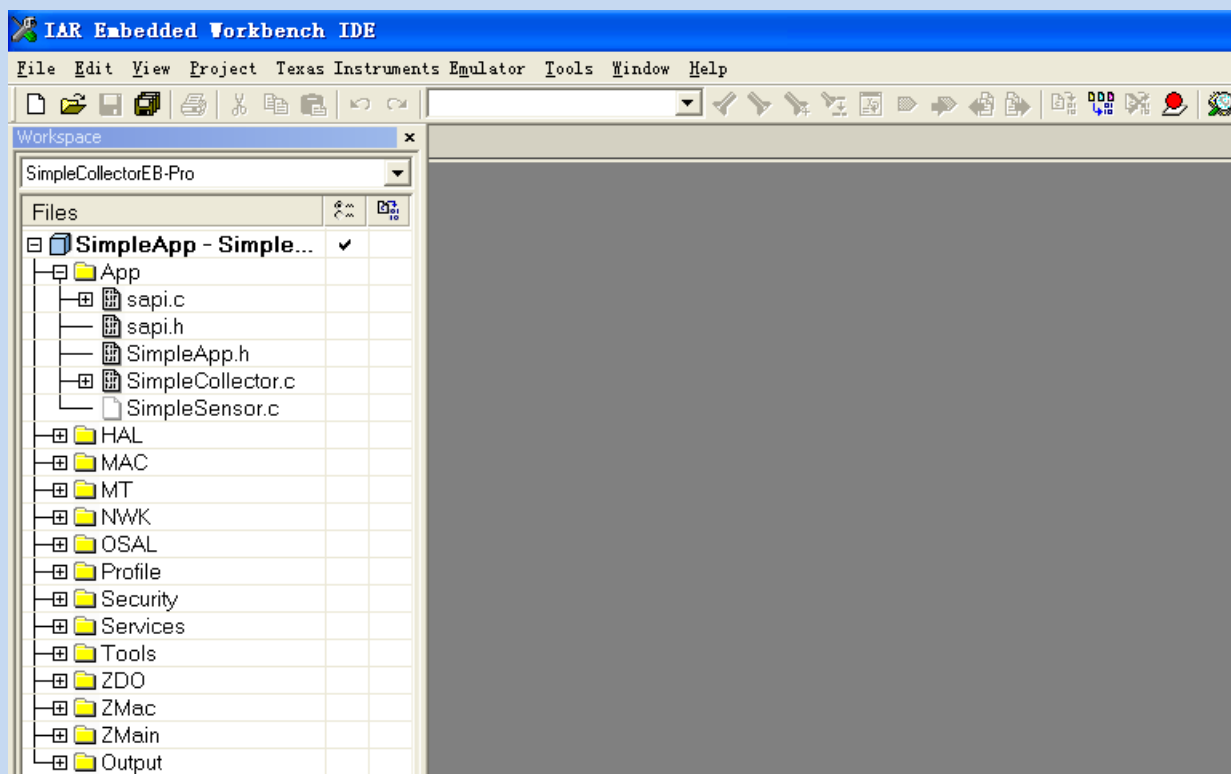 IAR Embedded Workbench IDE
File Edit View Project Texas Instruments Emulator Tools Window Help
Workspace
SimpleCollectorEB-Pro
Files
SimpleApp - Simple...
App
sapi.c
sapi.h
SimpleApp.h
SimpleCollector.c
SimpleSensor.c
HAL
MAC
MT
NWK
OSAL
Profile
Security
Services
Tools
ZDO
ZMac
ZMain
Output